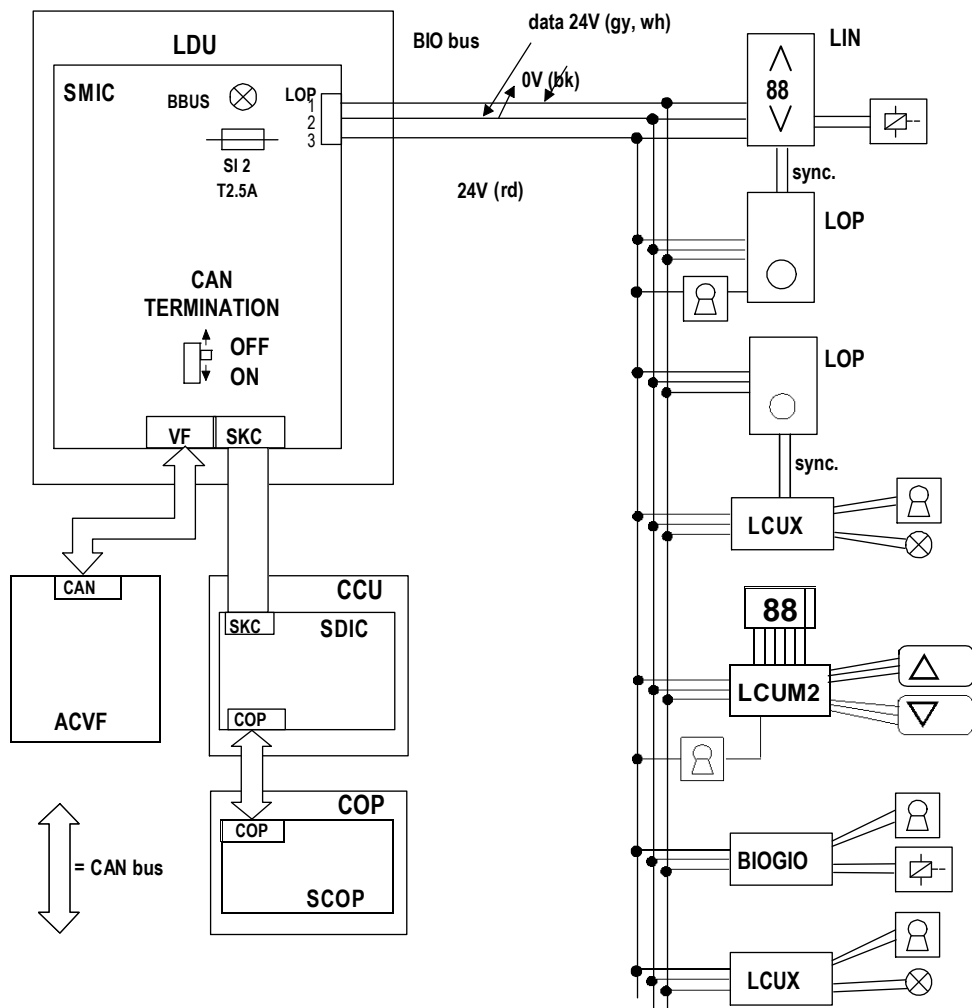 LDU
SMIC
BBUS
LOP
1
2
3
SI 2
T2.5A
CAN
TERMINATION
OFF
ON
VF
SKC
BIO bus
data 24V (gy, wh)
0V (bk)
24V (rd)
LIN
88
sync.
LOP
LOP
sync.
LCUX
88
LCUM2
BIOGIO
LCUX
CAN
ACVF
CCU
SKC
SDIC
COP
COP
COP
SCOP
= CAN bus